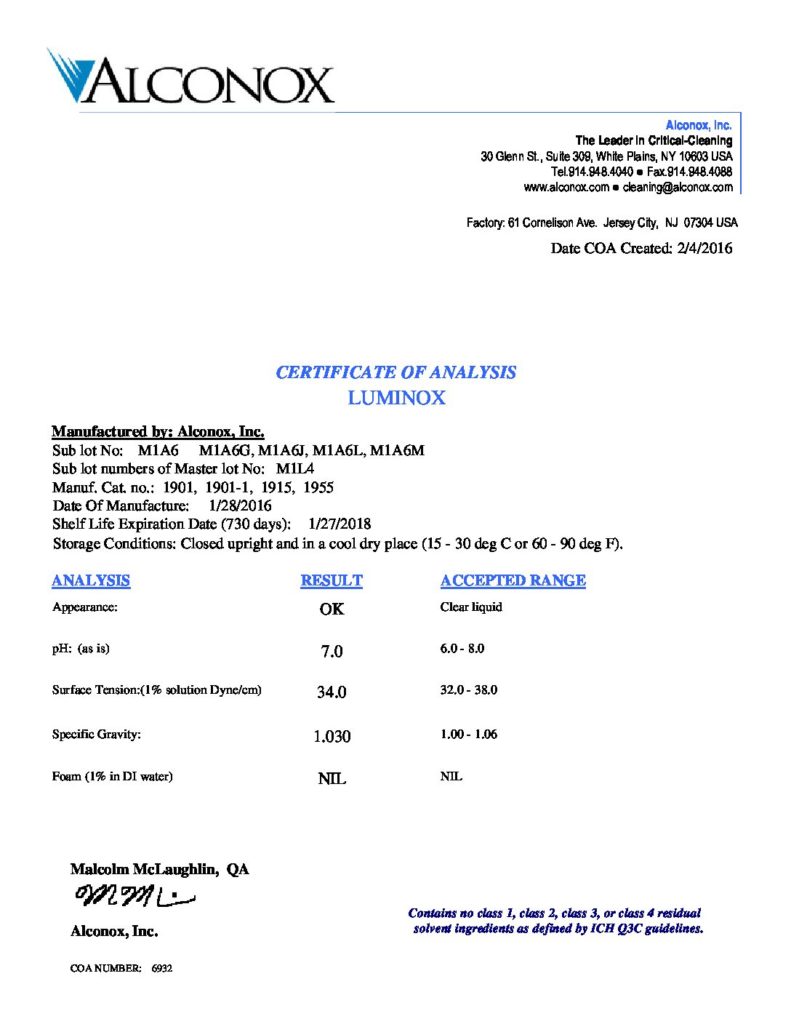 ALCONOX
Alconox, Inc.
The Leader in Critical-Cleaning
30 Glenn St., Suite 309, White Plains, NY 10603 USA
Tel.914.948.4040 ● Fax.914.948.4088
www.alconox.com ● cleaning@alconox.com
Factory: 61 Cornelison Ave. Jersey City, NJ 07304 USA
Date COA Created: 2/4/2016
CERTIFICATE OF ANALYSIS
LUMINOX
Manufactured by: Alconox, Inc.
Sub lot No: M1A6 M1A6G, M1A6J, M1A6L, M1A6M
Sub lot numbers of Master lot No: M1L4
Manuf. Cat. no.: 1901, 1901-1, 1915, 1955
Date Of Manufacture: 1/28/2016
Shelf Life Expiration Date (730 days): 1/27/2018
Storage Conditions: Closed upright and in a cool dry place (15 - 30 deg C or 60 - 90 deg F).
ANALYSIS RESULT ACCEPTED RANGE
Appearance: OK Clear liquid
pH: (as is) 7.0 6.0 - 8.0
Surface Tension:(1% solution Dyne/cm) 34.0 32.0 - 38.0
Specific Gravity: 1.030 1.00 - 1.06
Foam (1% in DI water) NIL NIL
Malcolm McLaughlin, QA
Alconox, Inc.
Contains no class 1, class 2, class 3, or class 4 residual
solvent ingredients as defined by ICH Q3C guidelines.
COA NUMBER: 6932